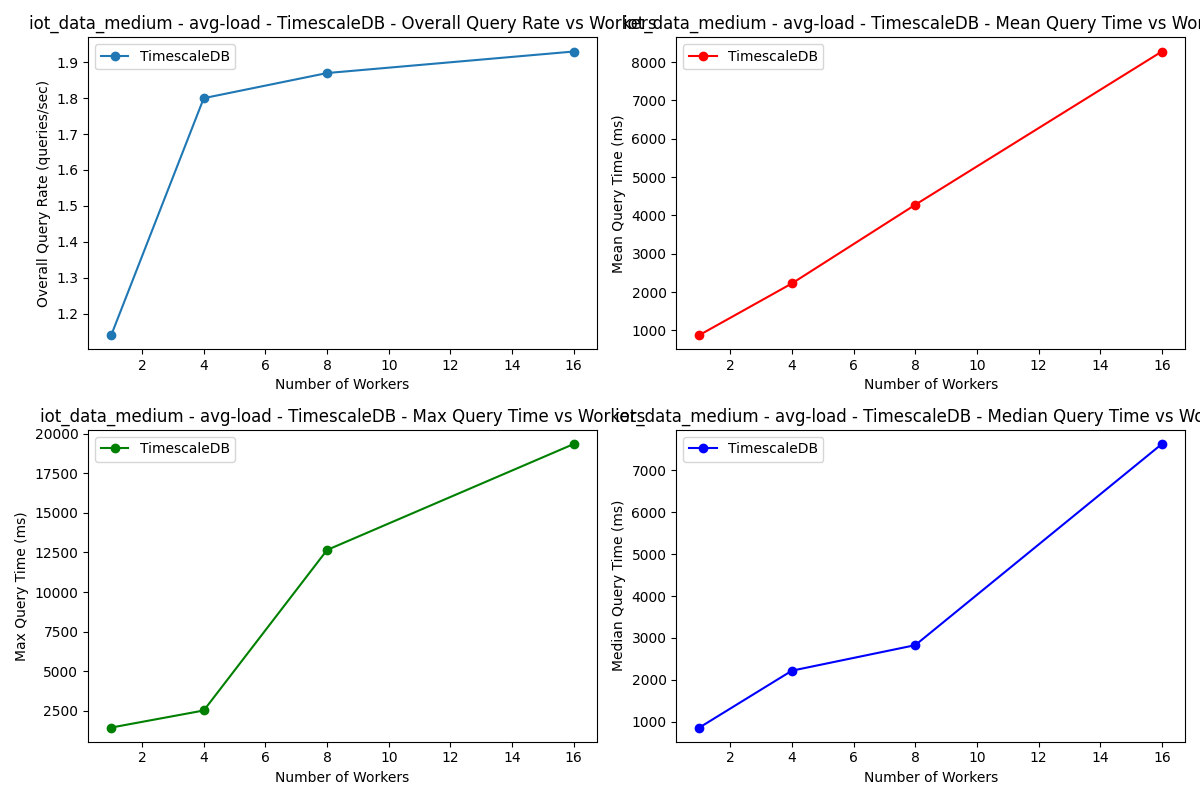 iot_data_medium - avg-load - TimescaleDB - Overall Query Rate vs Workers
TimescaleDB
Overall Query Rate (queries/sec)
1.9
1.8
1.7
1.6
1.5
1.4
1.3
1.2
2 4 6 8 10 12 14 16
Number of Workers
iot_data_medium - avg-load - TimescaleDB - Mean Query Time vs Wor
TimescaleDB
Mean Query Time (ms)
8000
7000
6000
5000
4000
3000
2000
1000
2 4 6 8 10 12 14 16
Number of Workers
iot_data_medium - avg-load - TimescaleDB - Max Query Time vs Workers
TimescaleDB
Max Query Time (ms)
20000
17500
15000
12500
10000
7500
5000
2500
2 4 6 8 10 12 14 16
Number of Workers
iot_data_medium - avg-load - TimescaleDB - Median Query Time vs Wo
TimescaleDB
Median Query Time (ms)
7000
6000
5000
4000
3000
2000
1000
2 4 6 8 10 12 14 16
Number of Workers